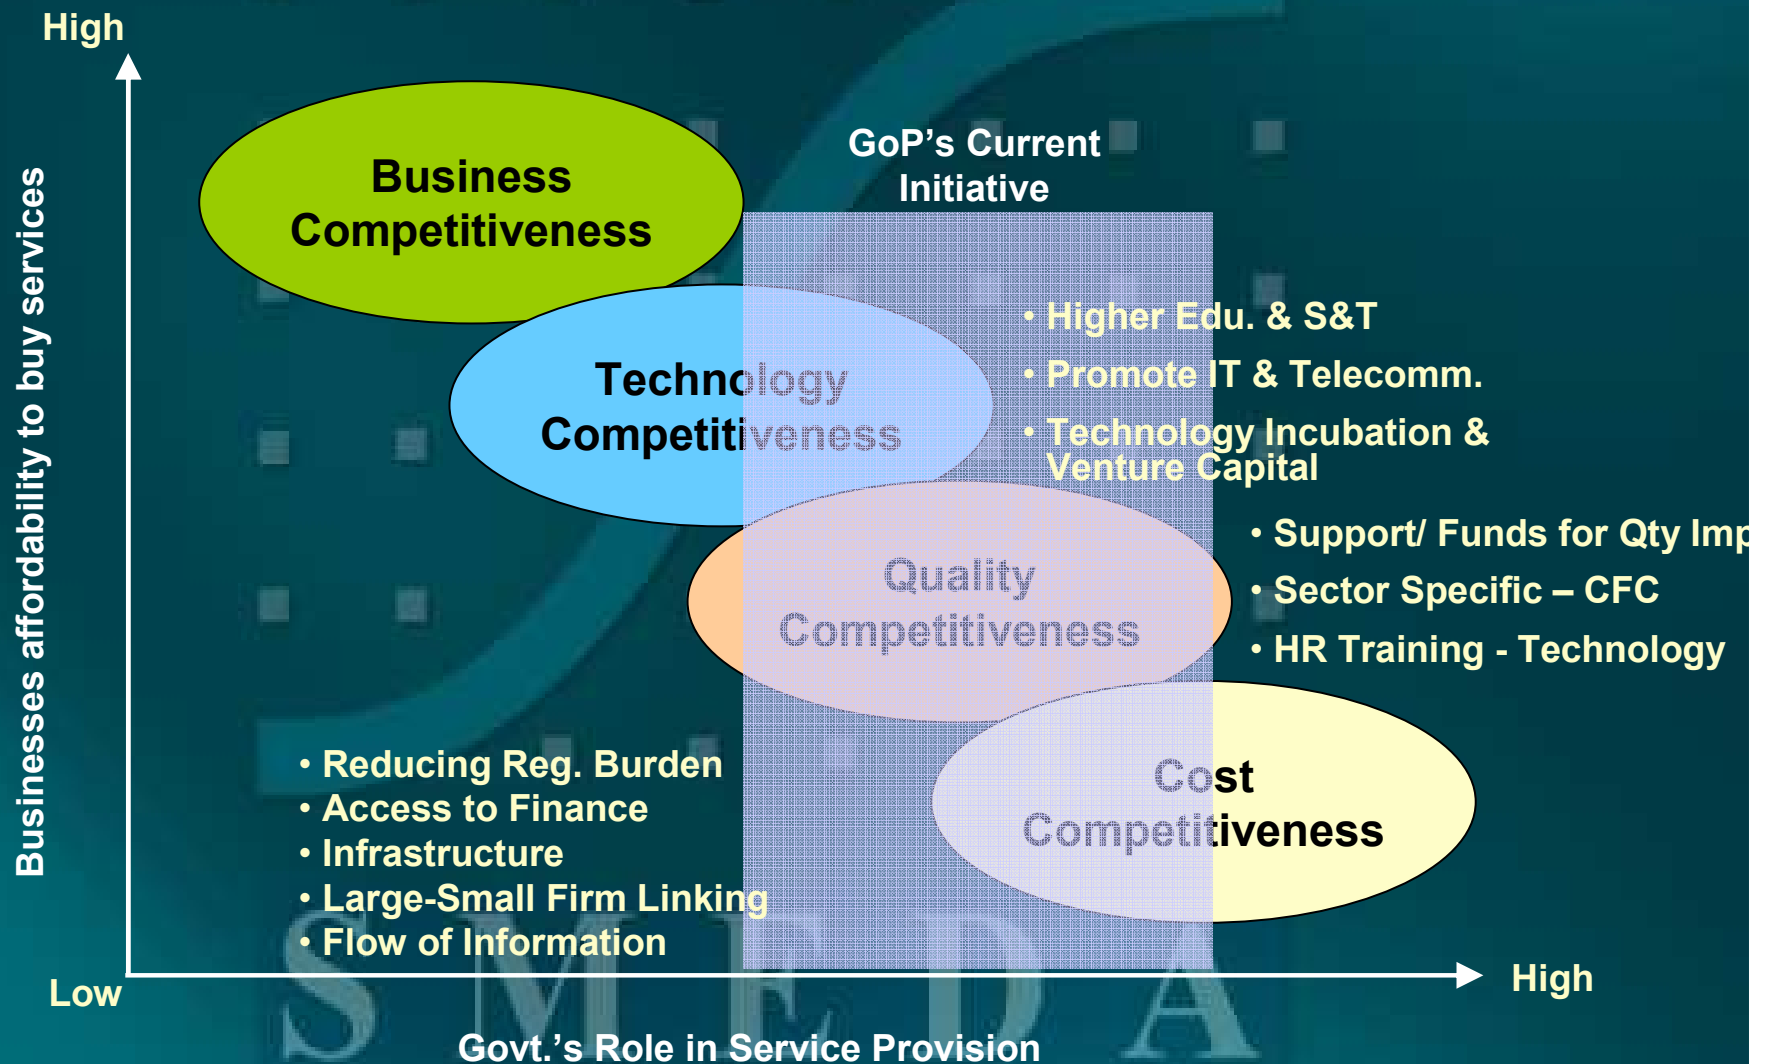 High
Businesses affordability to buy services
Business
Competitiveness
GoP's Current
Initiative
Technology
Competitiveness
• Higher Edu. & S&T
• Promote IT & Telecomm.
• Technology Incubation &
Venture Capital
Quality
Competitiveness
• Support/ Funds for Qty Imp
• Sector Specific – CFC
• HR Training - Technology
Cost
Competitiveness
• Reducing Reg. Burden
• Access to Finance
• Infrastructure
• Large-Small Firm Linking
• Flow of Information
Low
High
SMEDA
Govt.'s Role in Service Provision